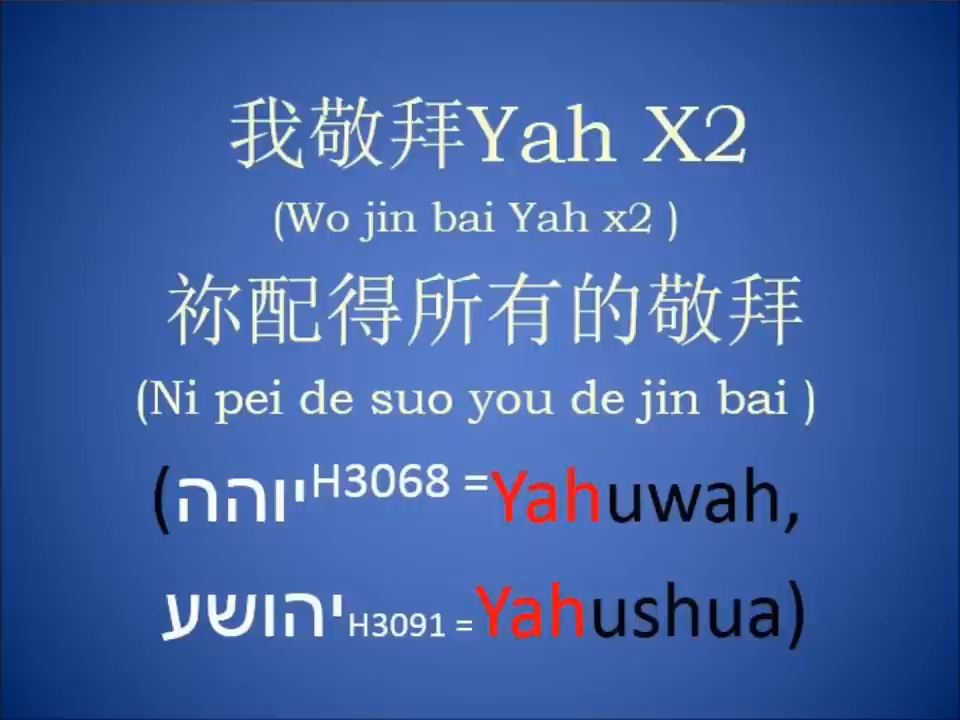 我敬拜Yah X2
(Wo jin bai Yah x2 )
祢配得所有的敬拜
(Ni pei de suo you de jin bai )
(יוהה H3068 =Yahuwah,
יהושע H3091 =Yahushua)